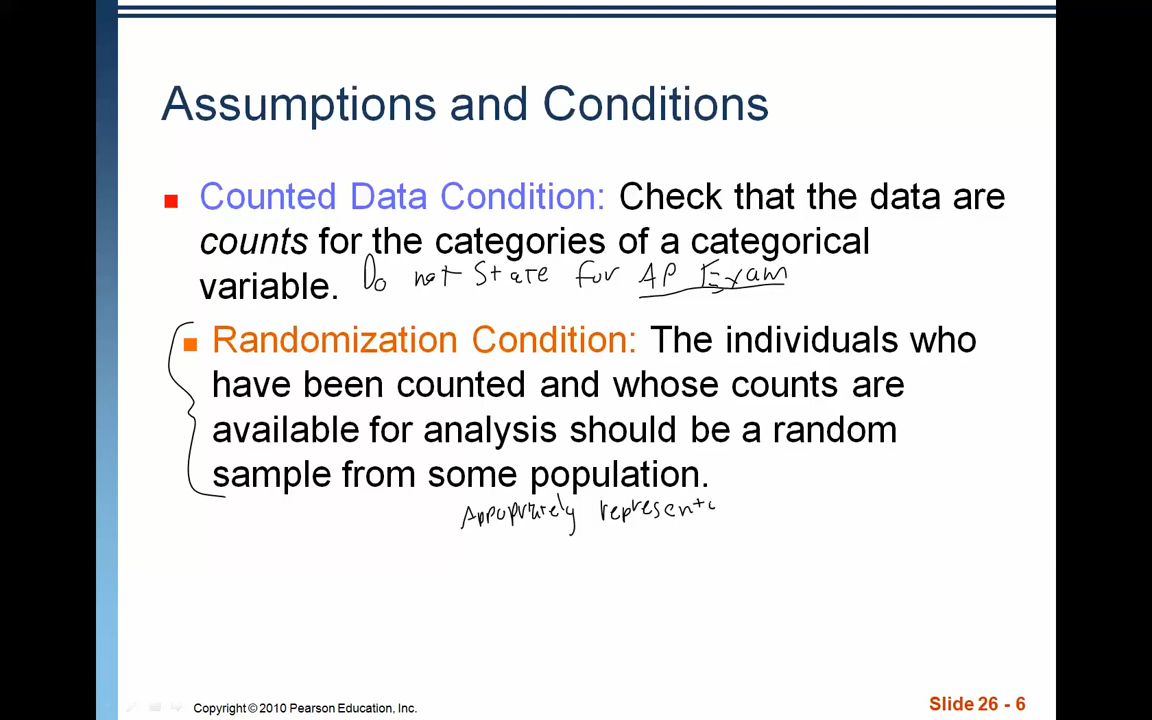 Assumptions and Conditions
Counted Data Condition: Check that the data are
counts for the categories of a categorical
variable. Do not State for AP Exam
Randomization Condition: The individuals who
have been counted and whose counts are
available for analysis should be a random
sample from some population.
represent
Copyright © 2010 Pearson Education, Inc.
Slide 26 - 6